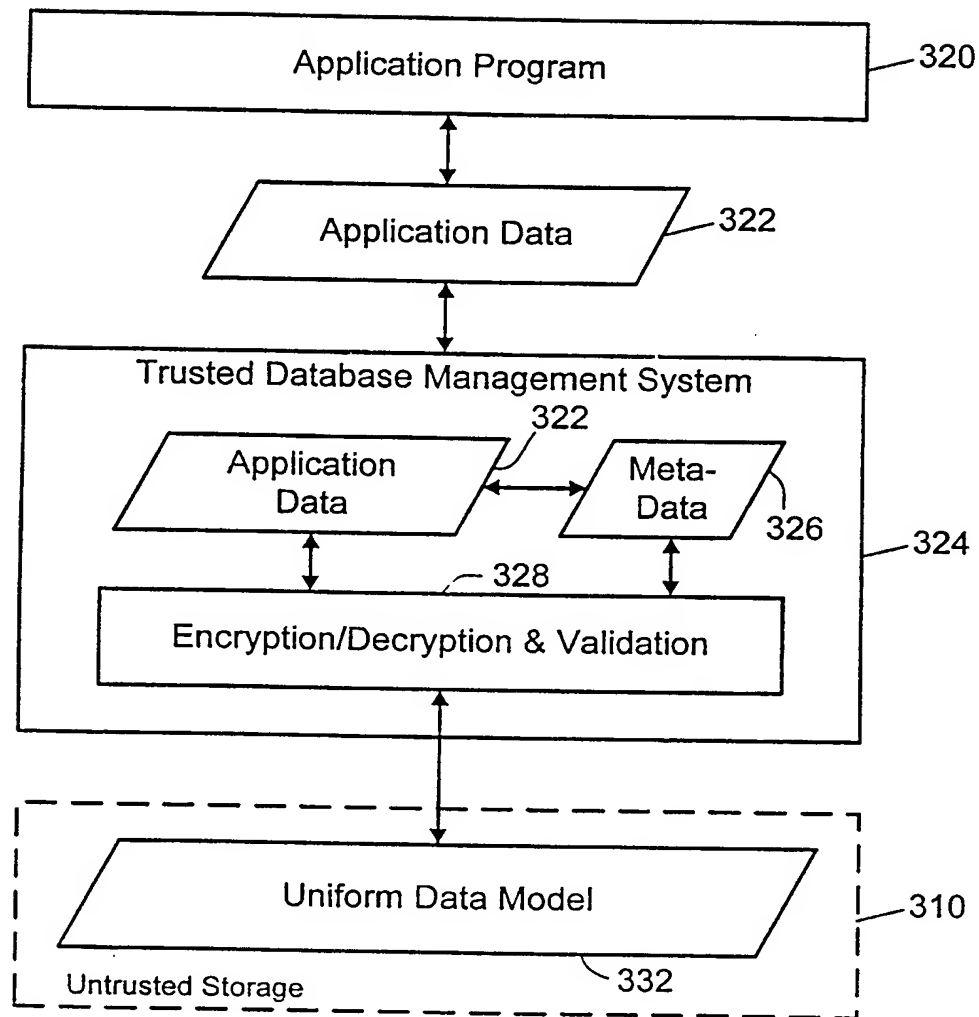 Application Program
320
Application Data
322
Trusted Database Management System
322
Application
Data
Meta-
Data
326
324
328
Encryption/Decryption & Validation
Uniform Data Model
310
332
Untrusted Storage